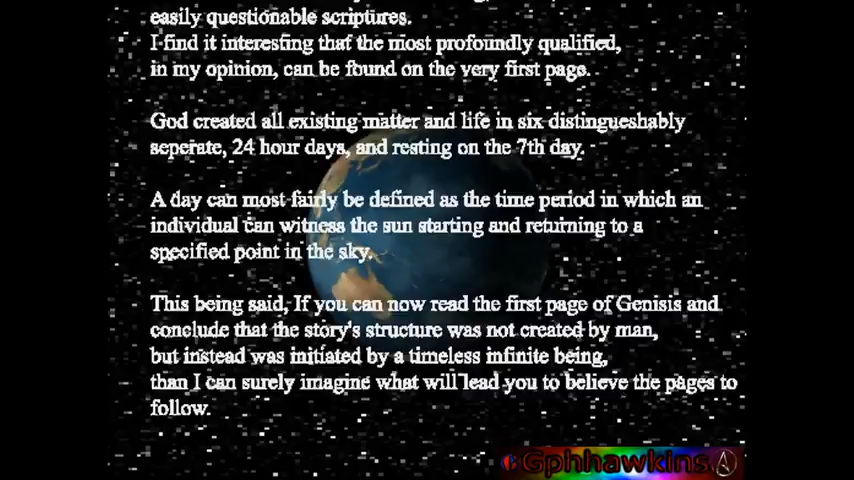 easily questionable scriptures.
I find it interesting that the most profoundly qualified,
in my opinion, can be found on the very first page.
God created all existing matter and life in six distingueshably
seperate, 24 hour days, and resting on the 7th day.
A day can most fairly be defined as the time period in which an
individual can witness the sun starting and returning to a
specified point in the sky.
This being said, If you can now read the first page of Genisis and
conclude that the story's structure was not created by man,
but instead was initiated by a timeless infinite being,
than I can surely imagine what will lead you to believe the pages to
follow.
Gphhawkins